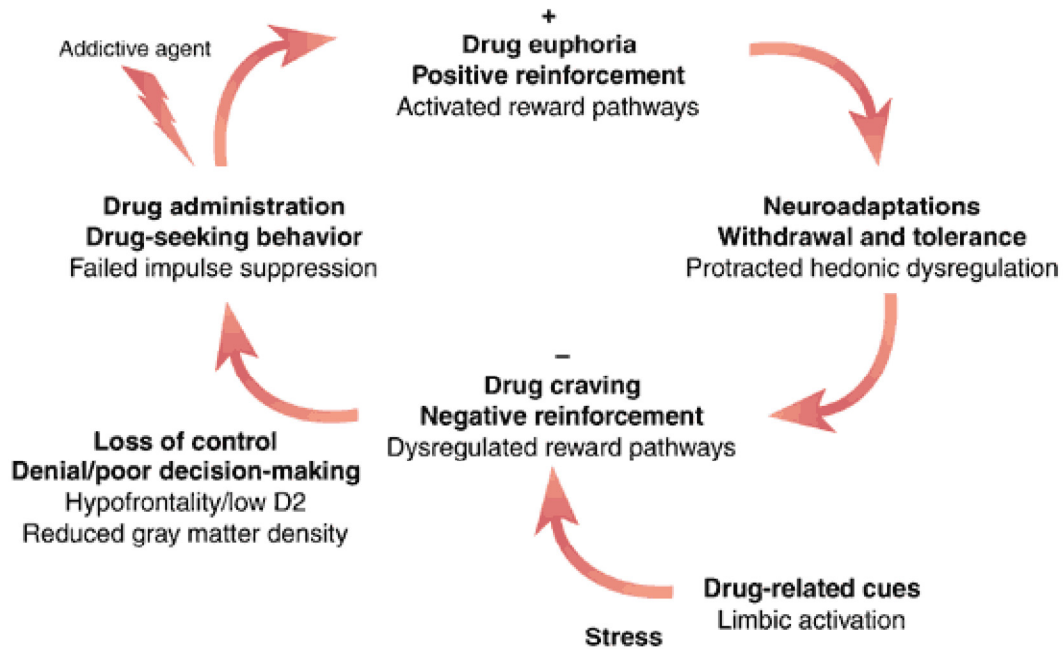 Addictive agent
+
Drug euphoria
Positive reinforcement
Activated reward pathways
Drug administration
Drug-seeking behavior
Failed impulse suppression
Neuroadaptations
Withdrawal and tolerance
Protracted hedonic dysregulation
–
Drug craving
Negative reinforcement
Dysregulated reward pathways
Loss of control
Denial/poor decision-making
Hypofrontality/low D2
Reduced gray matter density
Drug-related cues
Limbic activation
Stress